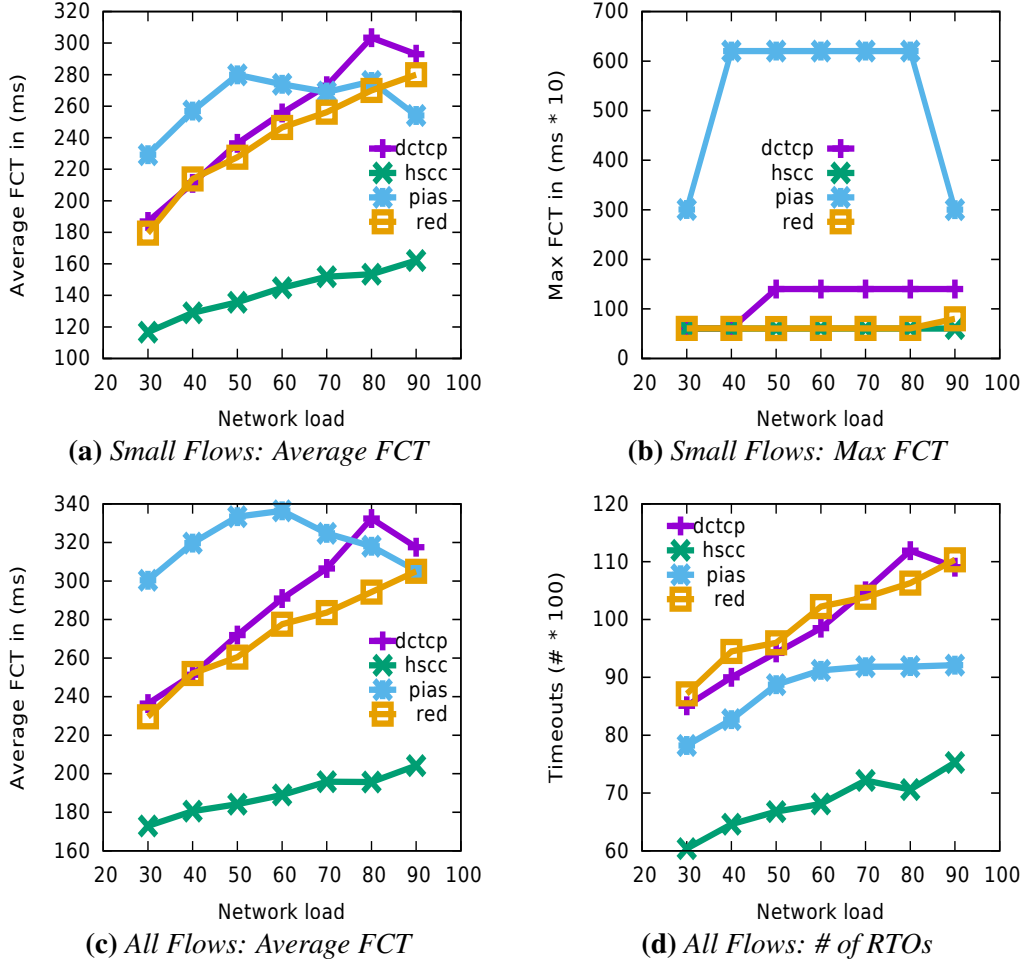 320
300
280
260
240
220
200
180
160
140
120
100
Average FCT in (ms)
dctcp
hscc
pias
red
20 30 40 50 60 70 80 90 100
Network load
(a) Small Flows: Average FCT
700
600
500
400
300
200
100
0
Max FCT in (ms * 10)
dctcp
hscc
pias
red
20 30 40 50 60 70 80 90 100
Network load
(b) Small Flows: Max FCT
340
320
300
280
260
240
220
200
180
160
Average FCT in (ms)
dctcp
hscc
pias
red
20 30 40 50 60 70 80 90 100
Network load
(c) All Flows: Average FCT
120
110
100
90
80
70
60
Timeouts (# * 100)
dctcp
hscc
pias
red
20 30 40 50 60 70 80 90 100
Network load
(d) All Flows: # of RTOs